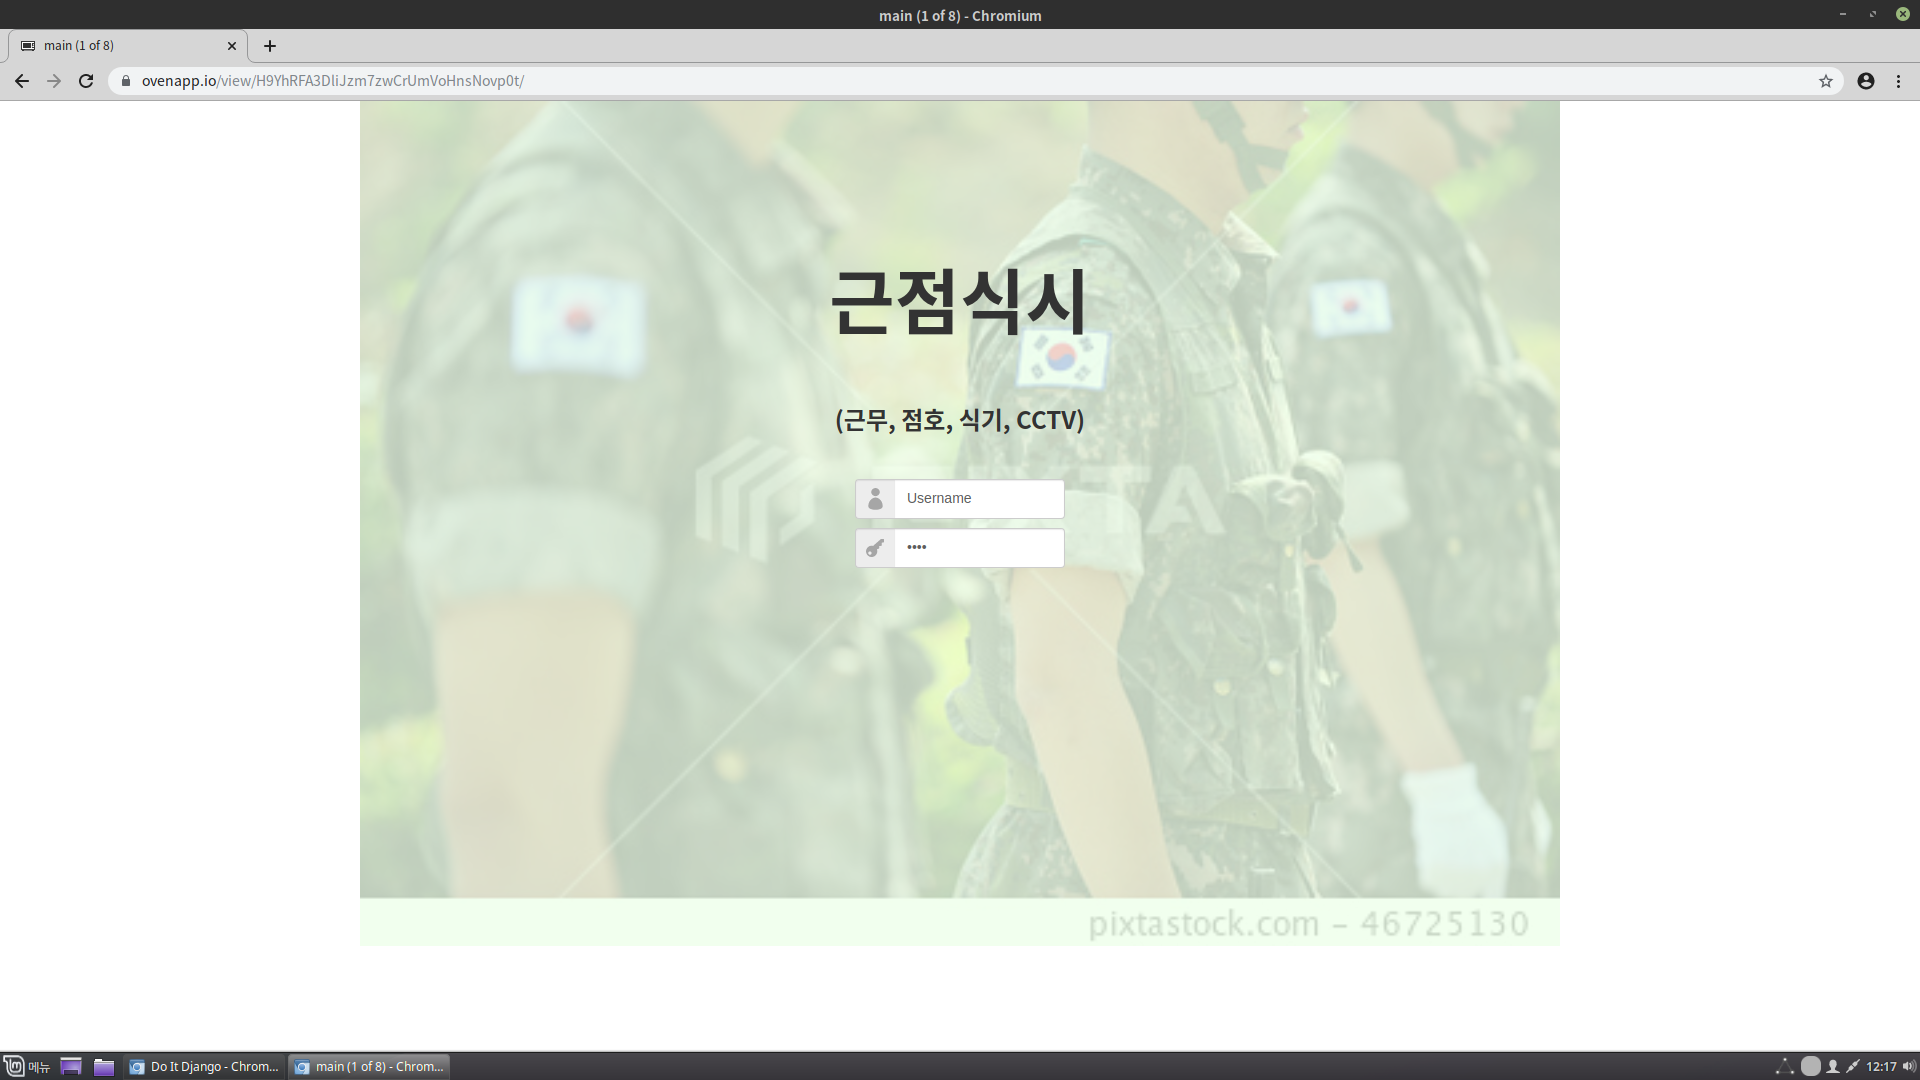 main (1 of 8) - Chromium
main (1 of 8)
ovenapp.io/view/H9YhRFA3DliJzm7zwCrUmVoHnsNovp0t/
근점식시
(근무, 점호, 식기, CCTV)
Username
••••
pixtastock.com - 46725130
메뉴
Do It Django - Chrom...
main (1 of 8) - Chrom...
12:17